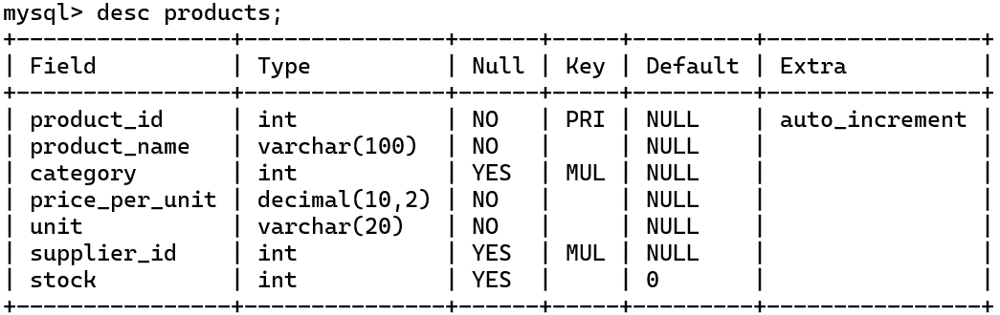 mysql> desc products;
+----------------+---------------+------+-----+---------+----------------+
| Field          | Type          | Null | Key | Default | Extra          |
+----------------+---------------+------+-----+---------+----------------+
| product_id     | int           | NO   | PRI | NULL    | auto_increment |
| product_name   | varchar(100)  | NO   |     | NULL    |                |
| category       | int           | YES  | MUL | NULL    |                |
| price_per_unit | decimal(10,2) | NO   |     | NULL    |                |
| unit           | varchar(20)   | NO   |     | NULL    |                |
| supplier_id    | int           | YES  | MUL | NULL    |                |
| stock          | int           | YES  |     | 0       |                |
+----------------+---------------+------+-----+---------+----------------+